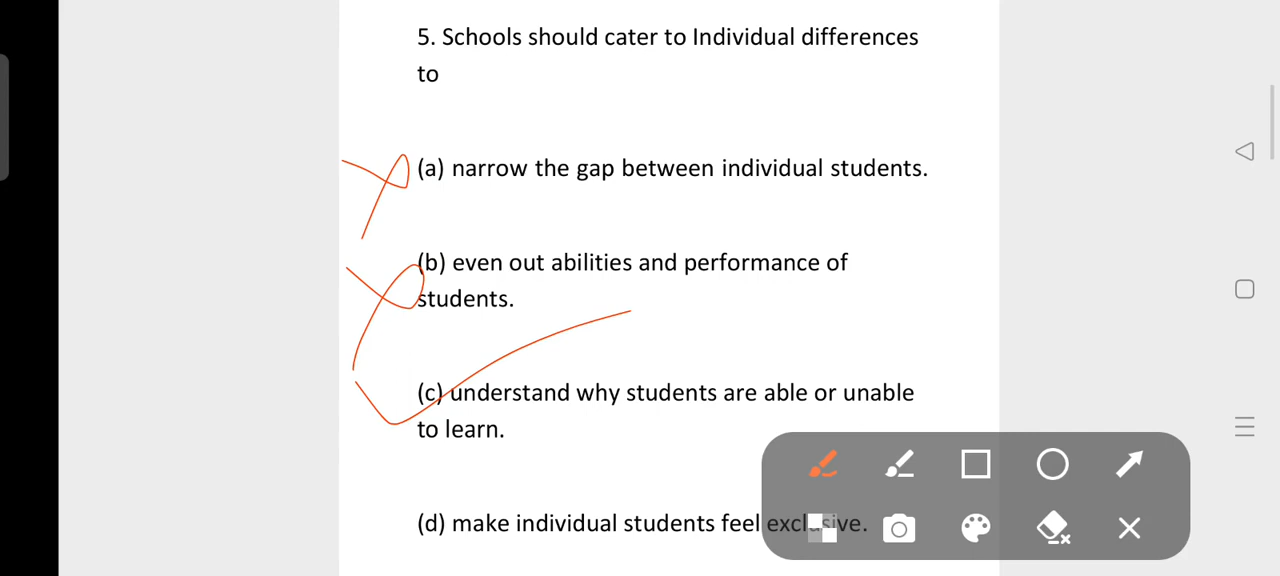 5. Schools should cater to Individual differences
to
(a) narrow the gap between individual students.
(b) even out abilities and performance of
students.
(c) understand why students are able or unable
to learn.
(d) make individual students feel exclusive.